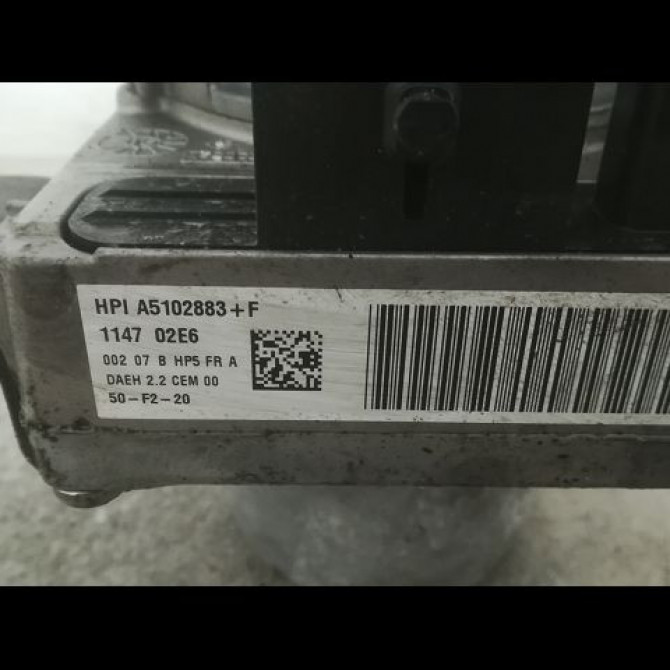 HPI A5102883+F
1147 02E6
002 07 B HP5 FR A
DAEH 2.2 CEM 00
50-F2-20